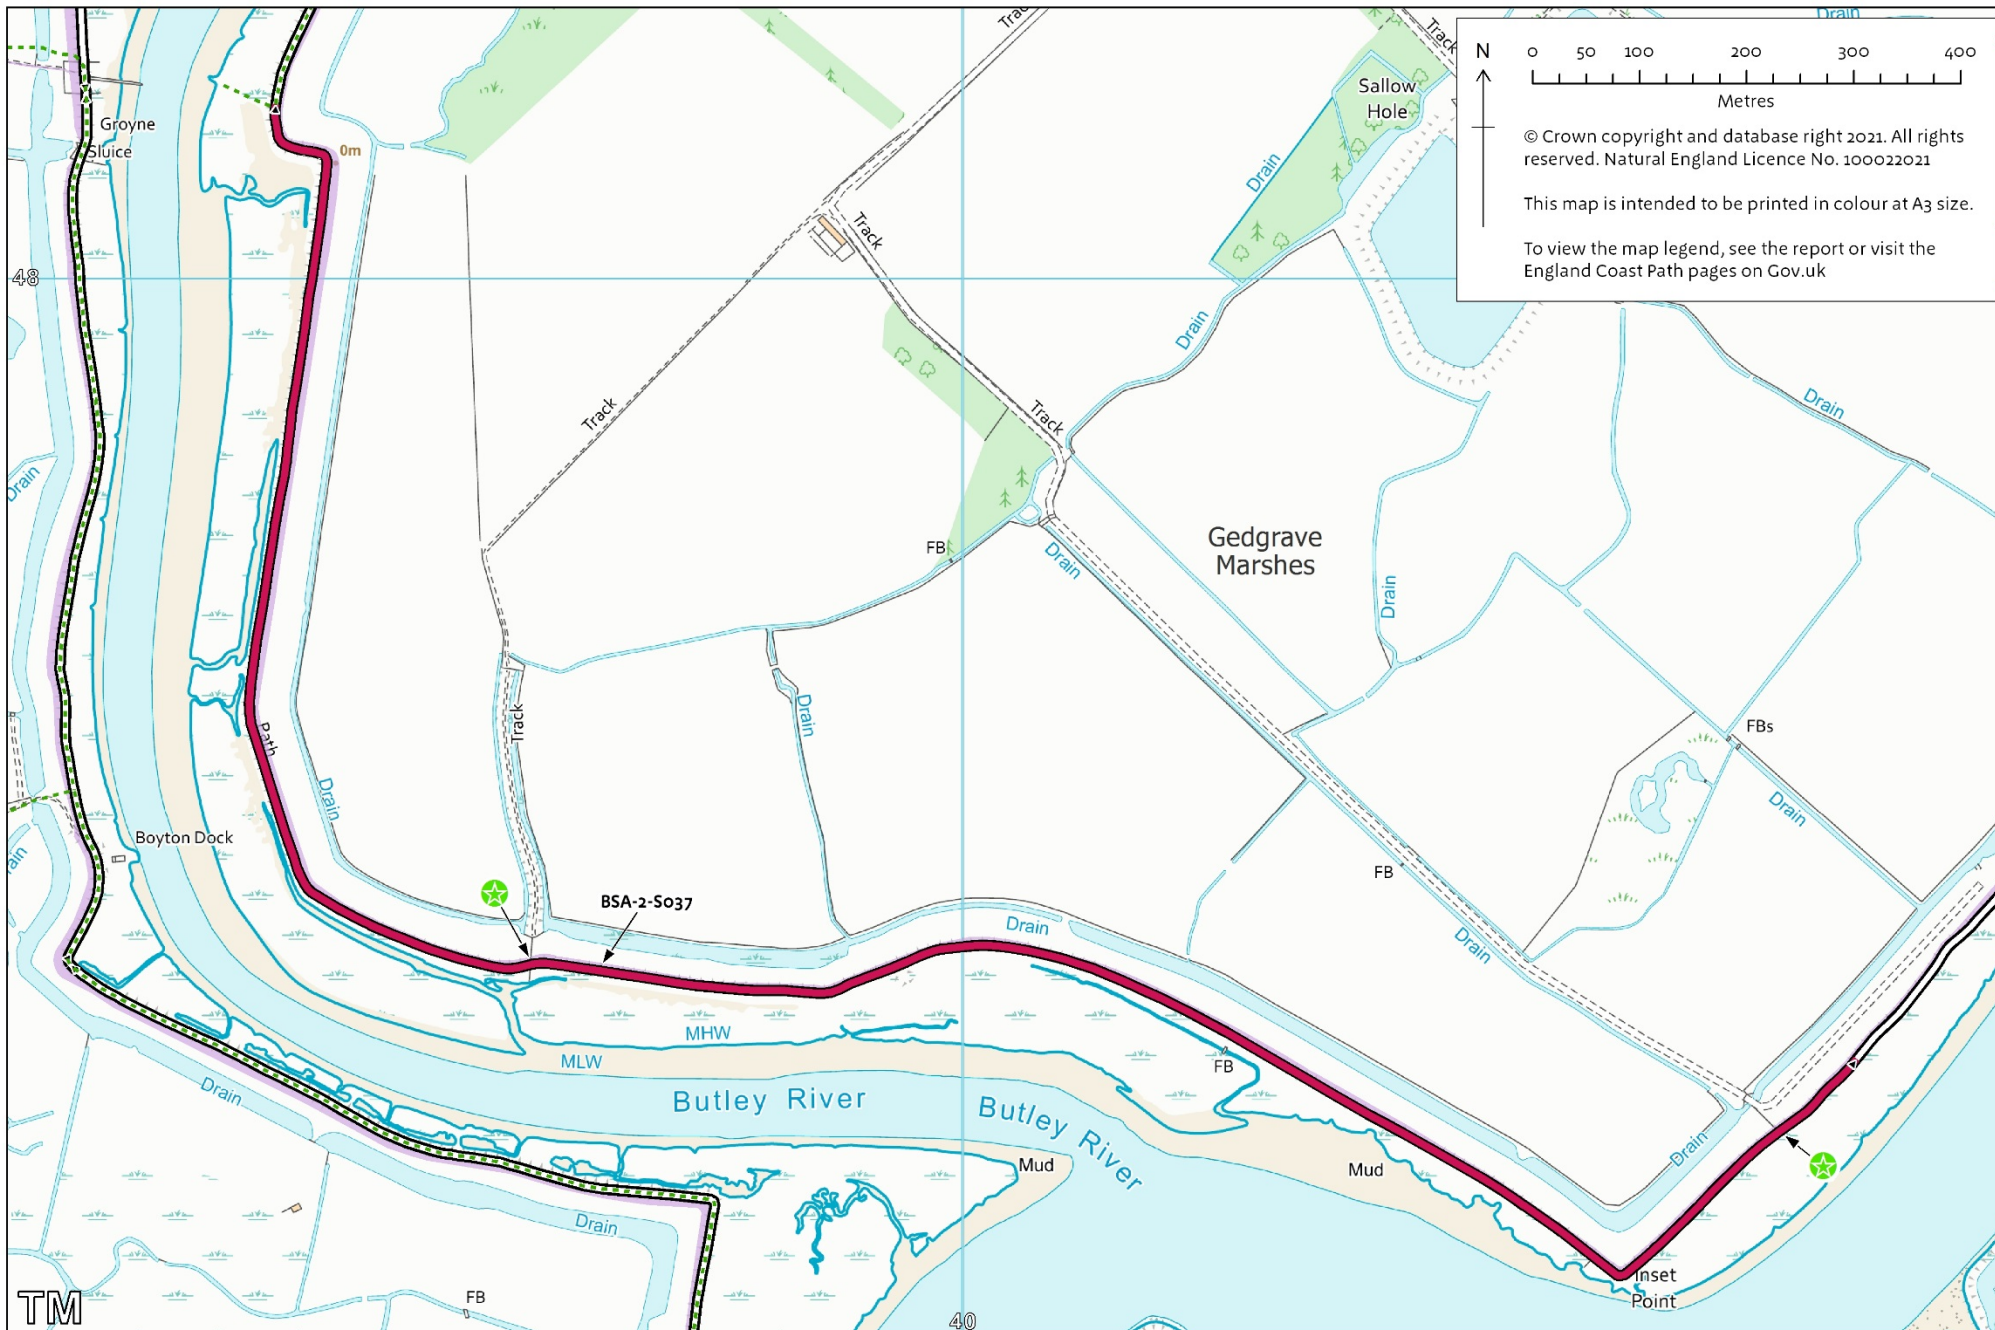 Track
Track
Drain
N
0 50 100 200 300 400
Metres
© Crown copyright and database right 2021. All rights
reserved. Natural England Licence No. 100022021
This map is intended to be printed in colour at A3 size.
To view the map legend, see the report or visit the
England Coast Path pages on Gov.uk
Sallow
Hole
Groyne
Sluice
0m
Drain
Track
48
Drain
Drain
Track
Track
Drain
FB
Drain
Gedgrave
Marshes
Drain
Path
Track
Drain
FBs
Drain
Drain
Boyton Dock
Drain
FB
BSA-2-S037
Drain
Drain
MHW
MLW
FB
Drain
Butley River
Butley River
Mud
Mud
Drain
Drain
Inset
Point
TM
FB
40